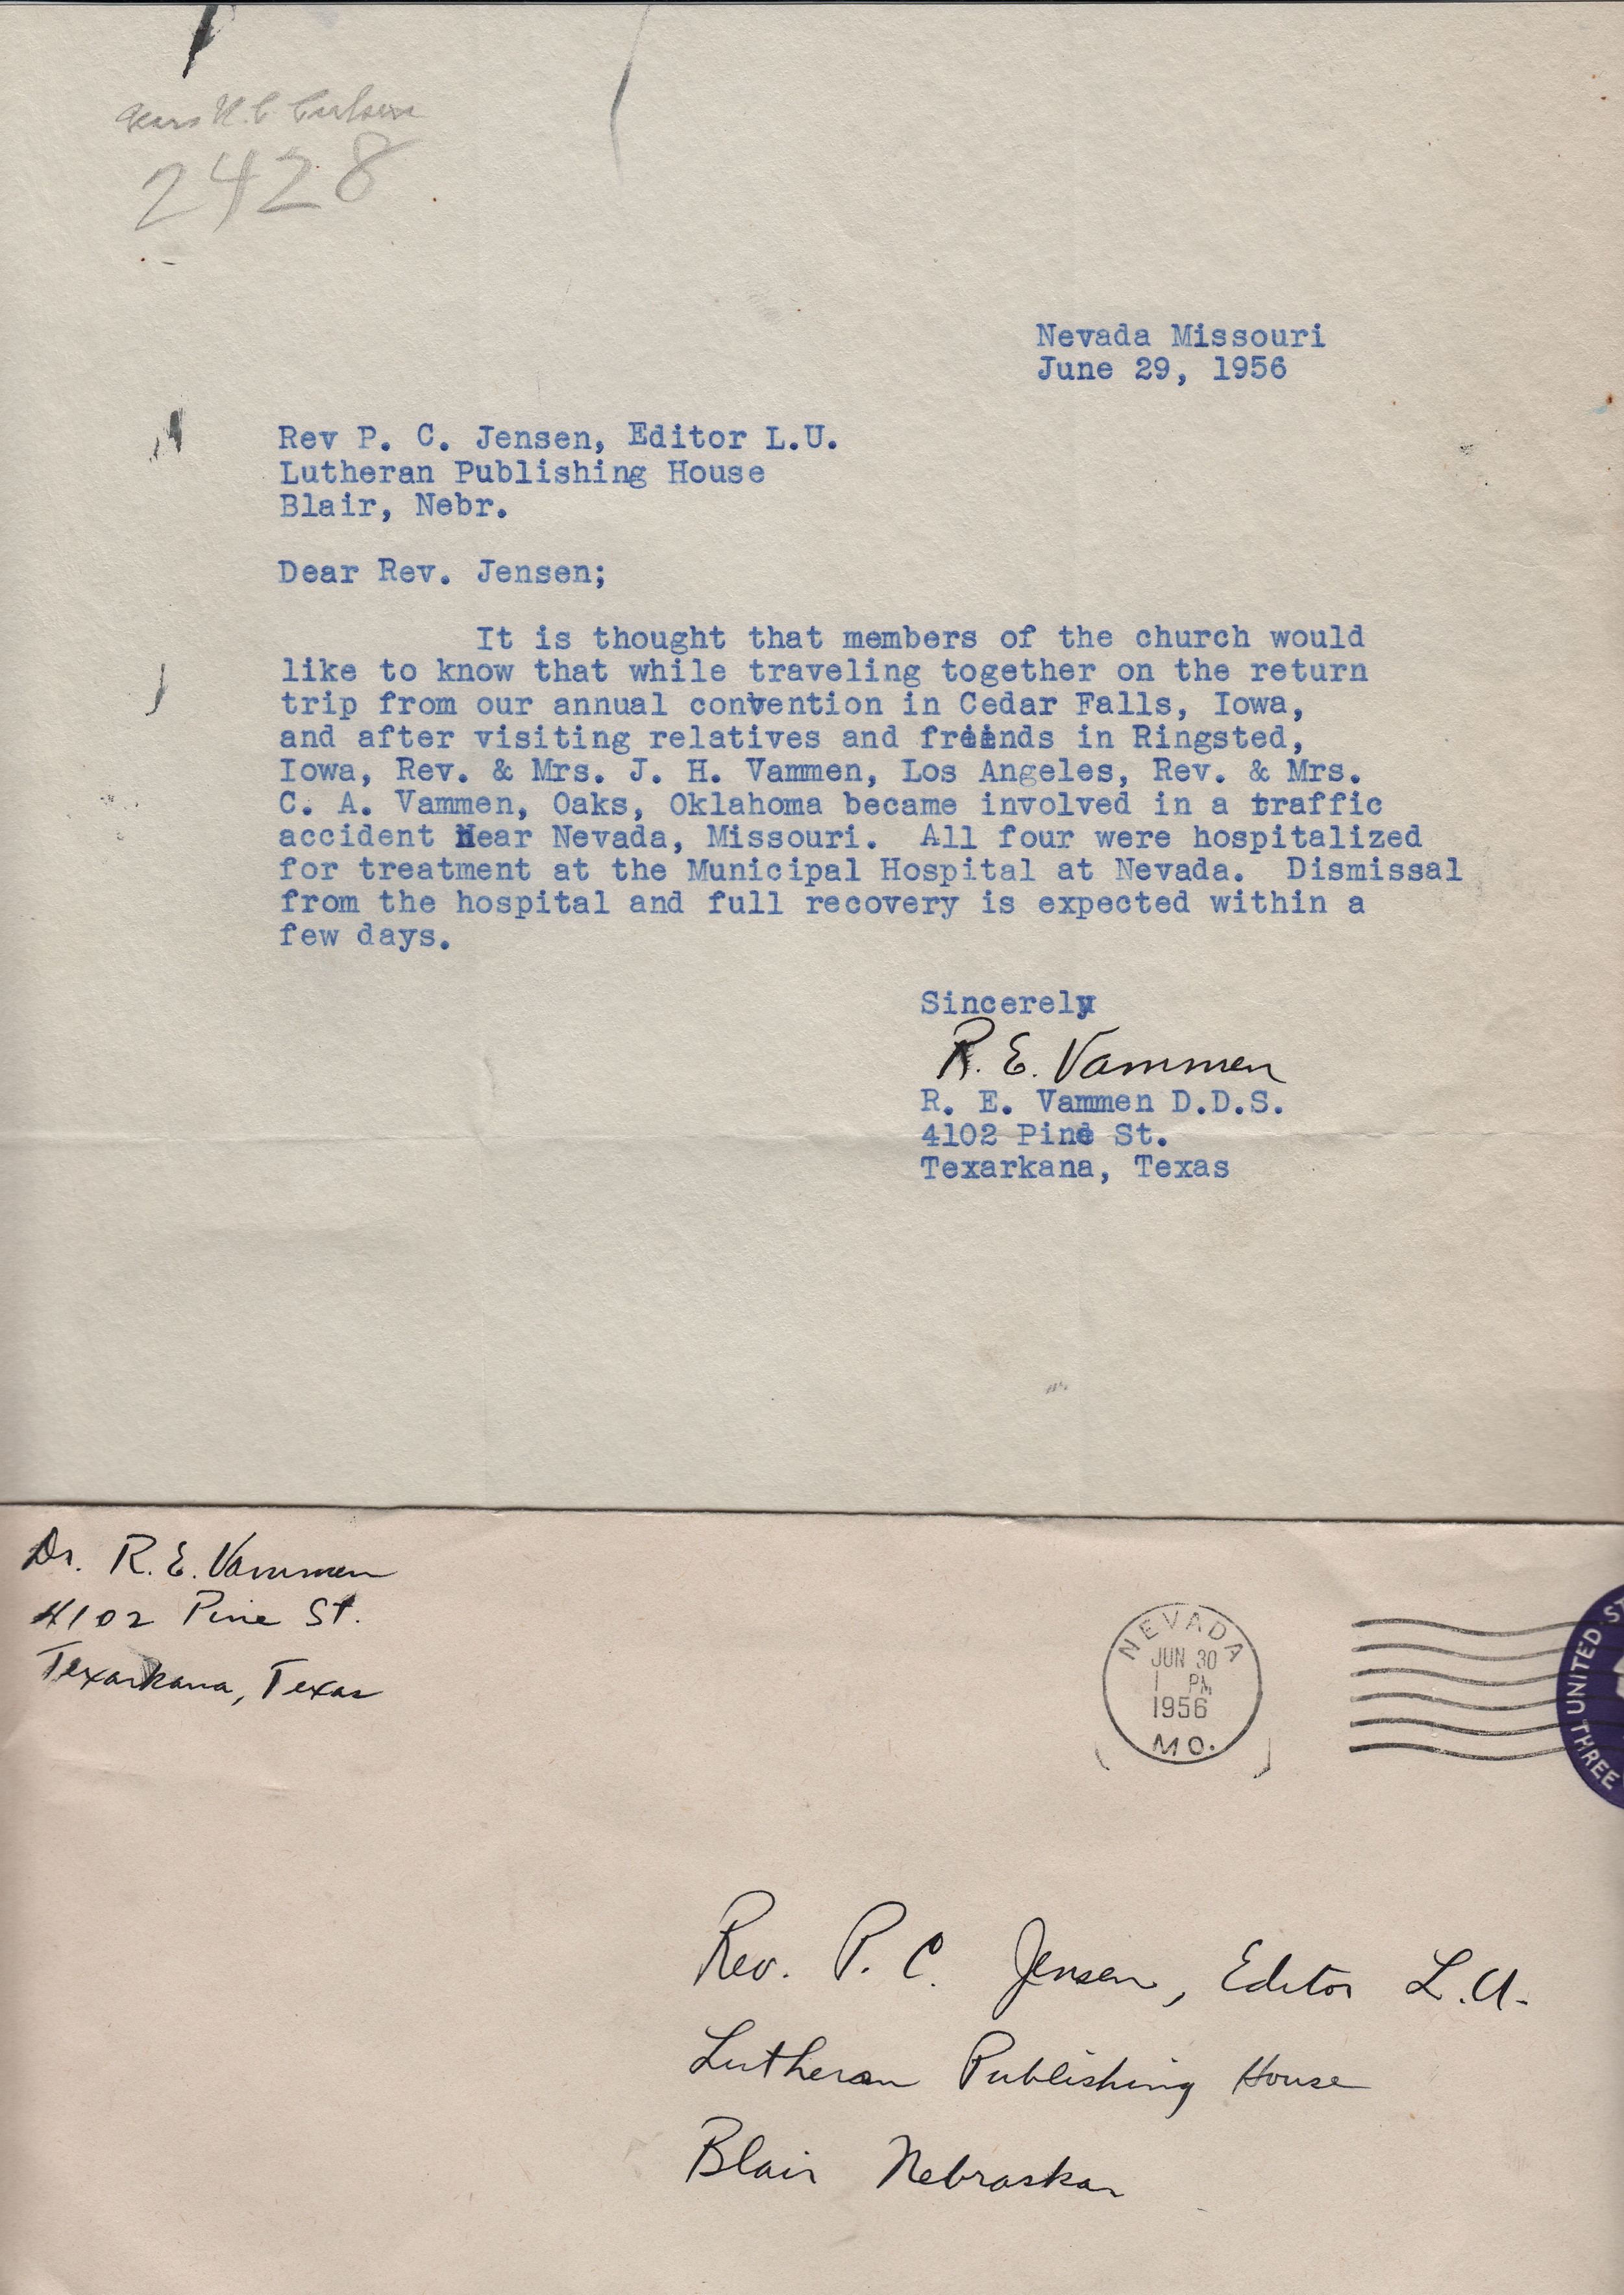 2428
Nevada Missouri
June 29, 1956
Rev P. C. Jensen, Editor L.U.
Lutheran Publishing House
Blair, Nebr.
Dear Rev. Jensen;
It is thought that members of the church would
like to know that while traveling together on the return
trip from our annual convention in Cedar Falls, Iowa,
and after visiting relatives and friends in Ringsted,
Iowa, Rev. & Mrs. J. H. Vammen, Los Angeles, Rev. & Mrs.
C. A. Vammen, Oaks, Oklahoma became involved in a traffic
accident Near Nevada, Missouri. All four were hospitalized
for treatment at the Municipal Hospital at Nevada. Dismissal
from the hospital and full recovery is expected within a
few days.
Sincerely
R. E. Vammen
R. E. Vammen D.D.S.
4102 Pine St.
Texarkana, Texas
Dr. R. E. Vammen
4102 Pine St.
Texarkana, Texas
NEVADA
JUN 30
1 PM
1956
MO.
UNITED ST
THREE
Rev. P. C. Jensen, Editor L.U.
Lutheran Publishing House
Blair Nebraska